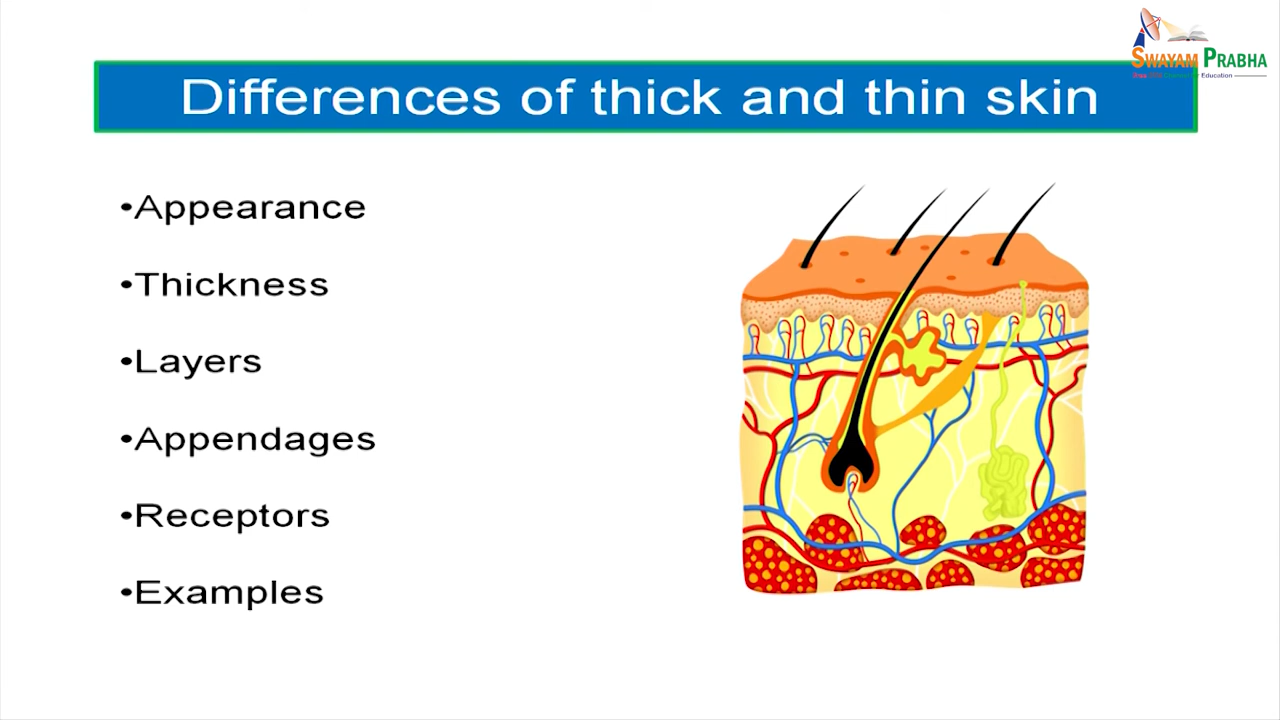 SWAYAM PRABHA
Differences of thick and thin skin
•Appearance
•Thickness
•Layers
•Appendages
•Receptors
•Examples